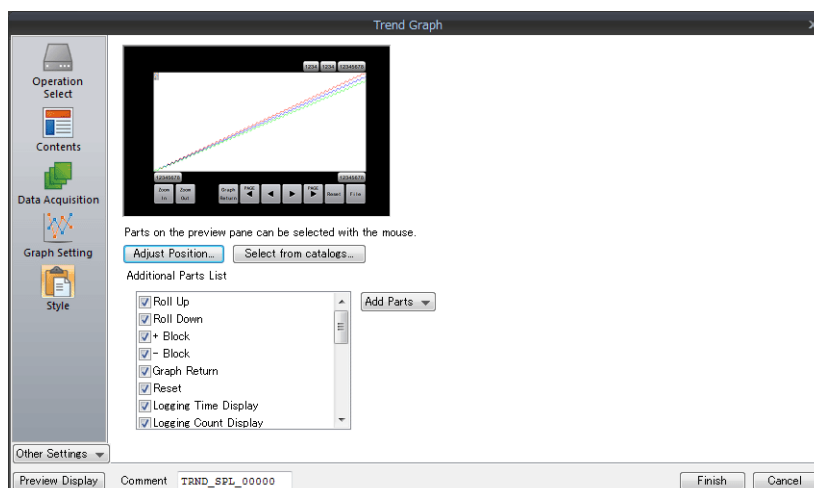 Trend Graph
Operation
Select
Contents
Data Acquisition
Graph Setting
Style
1234 1234 12345678
12345678 12345678
Zoom In Zoom Out Graph Return PAGE ◀ ◀ ▶ PAGE ▶ Reset File
Parts on the preview pane can be selected with the mouse.
Adjust Position... Select from catalogs...
Additional Parts List
Roll Up
Add Parts
Roll Down
+ Block
- Block
Graph Return
Reset
Logging Time Display
Logging Count Display
Other Settings
Preview Display Comment TRND_SPL_00000 Finish Cancel